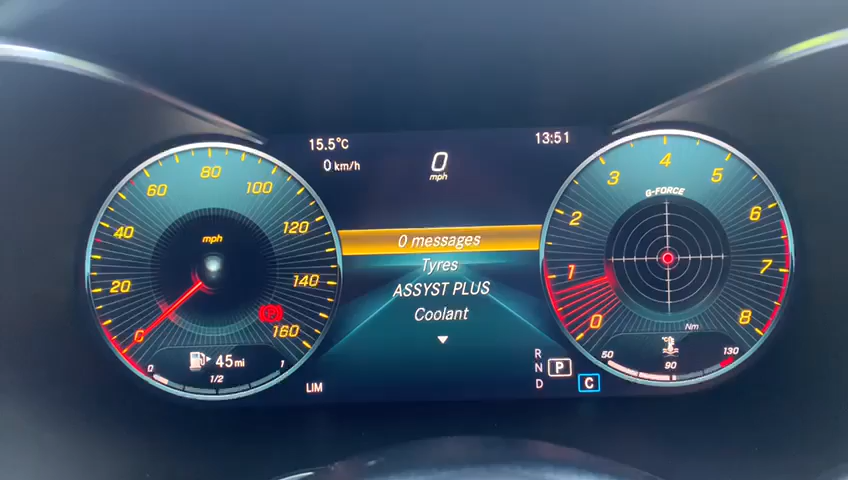 15.5°C
13:51
0 km/h
0
mph
0 messages
Tyres
ASSYST PLUS
Coolant
0
20
40
60
80
100
120
140
160
mph
45 mi
0
1/2
1
LIM
R
N
D
P
C
0
1
2
3
4
5
6
7
8
G-FORCE
Nm
°C
50
90
130